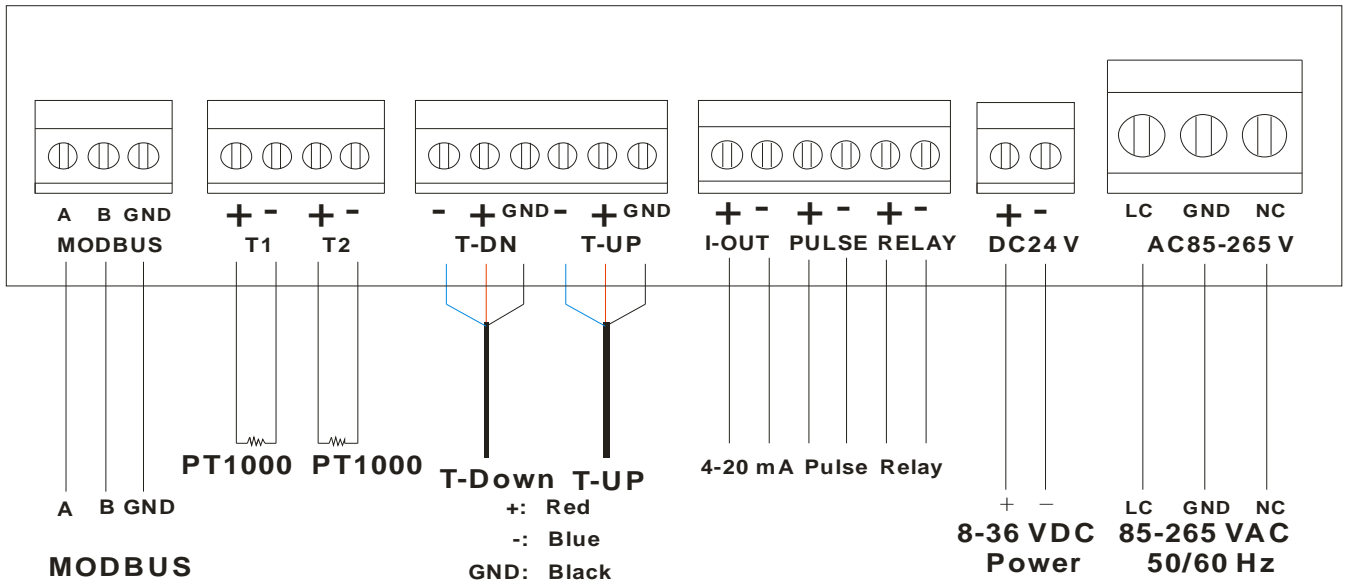 A B GND + - + - - + GND - + GND + - + - + - + - LC GND NC
MODBUS T1 T2 T-DN T-UP I-OUT PULSE RELAY DC24 V AC85-265 V
PT1000 PT1000 T-Down T-UP 4-20 mA Pulse Relay
A B GND +: Red + - LC GND NC
-: Blue 8-36 VDC 85-265 VAC
MODBUS GND: Black Power 50/60 Hz